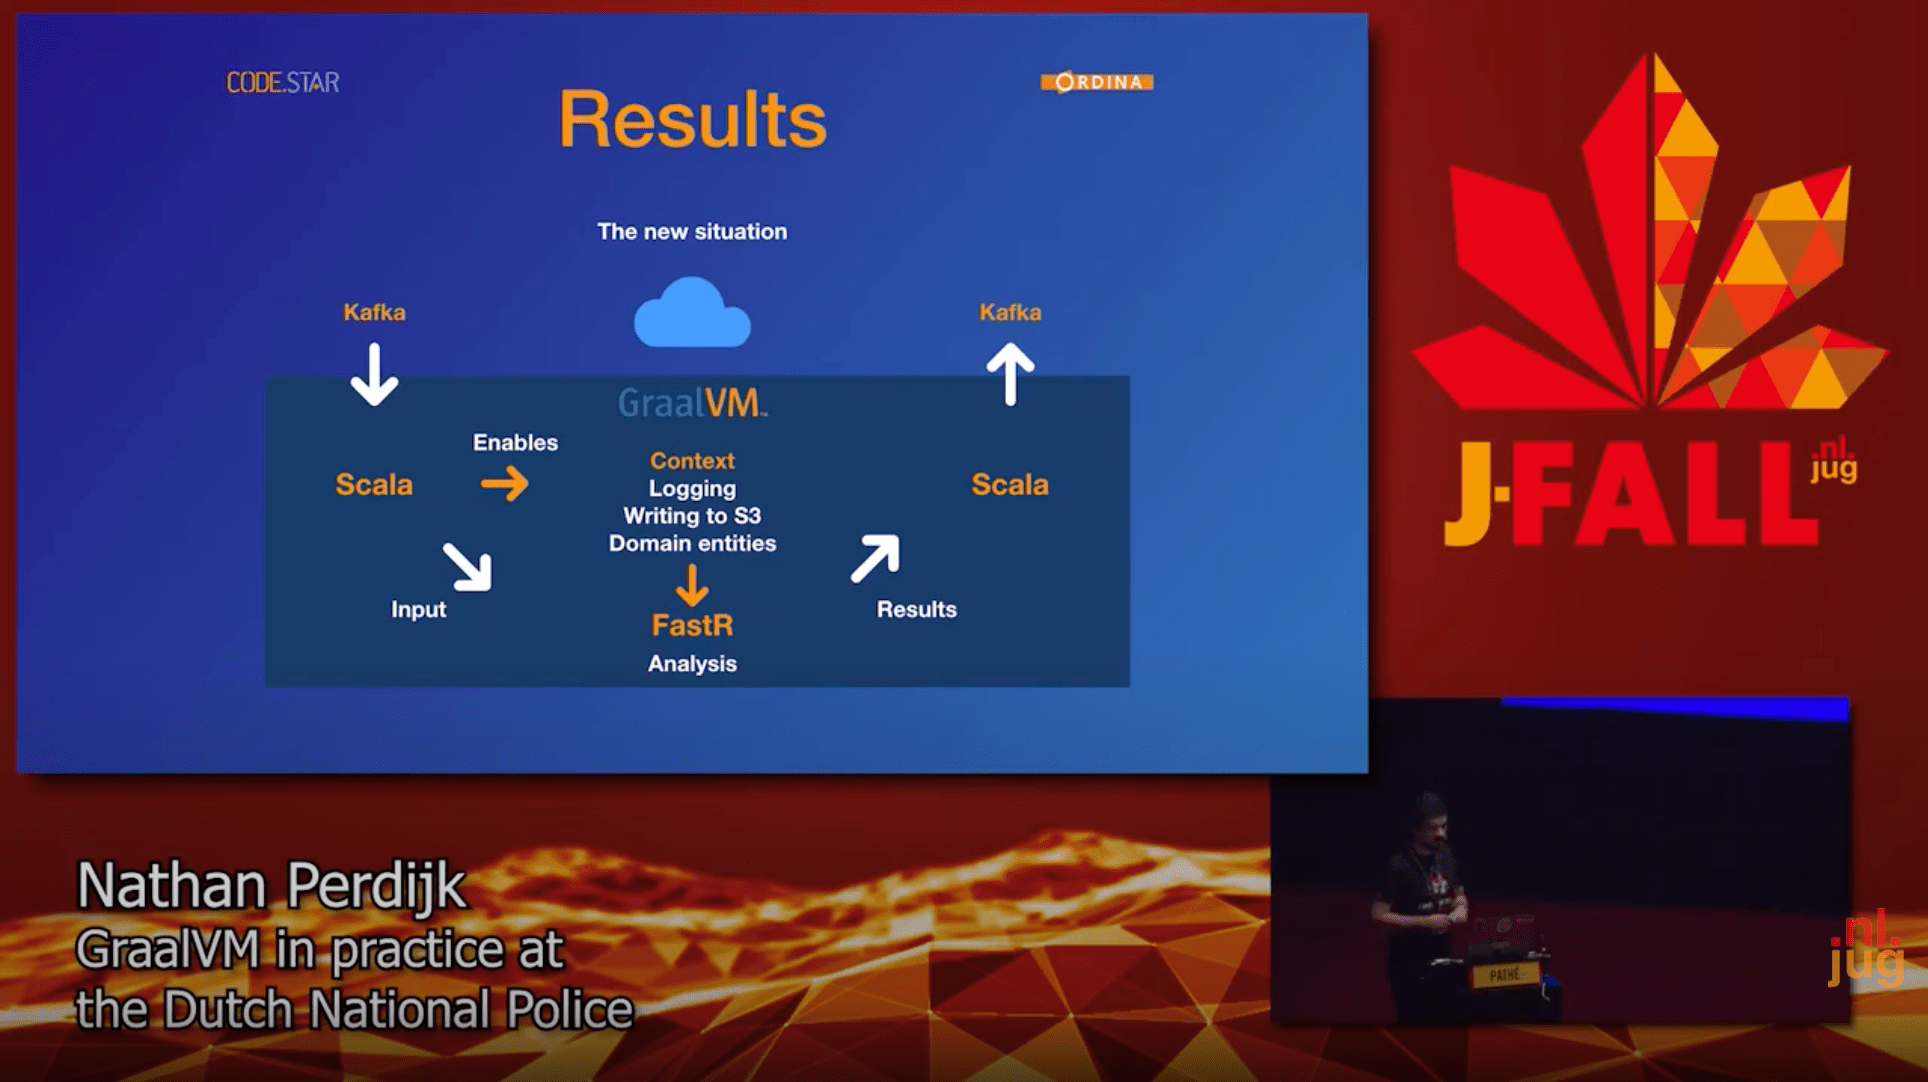 CODE.STAR
ORDINA
Results
The new situation
Kafka
Kafka
GraalVM™
Enables
Context
Scala
Logging
Scala
Writing to S3
Domain entities
Input
Results
FastR
Analysis
J-FALL
.nl.
jug
Nathan Perdijk
GraalVM in practice at
the Dutch National Police
PATHÉ
.nl.
jug